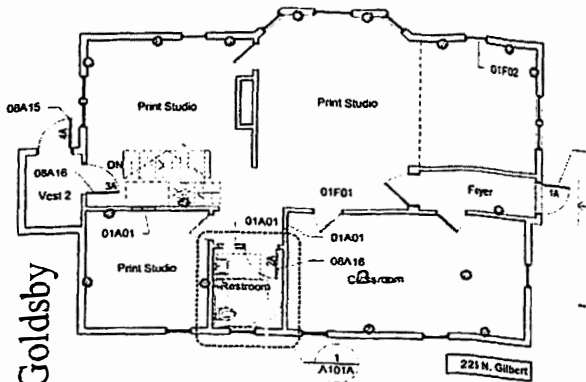 01F02
08A15
4A
Print Studio
Print Studio
DN
08A16
3A
Vest 2
1A
Fryer
01F01
01A01
01A01
01A01
2A
08A16
Print Studio
Restroom
Classroom
Goldsby
1
A101A
221 N. Gilbert